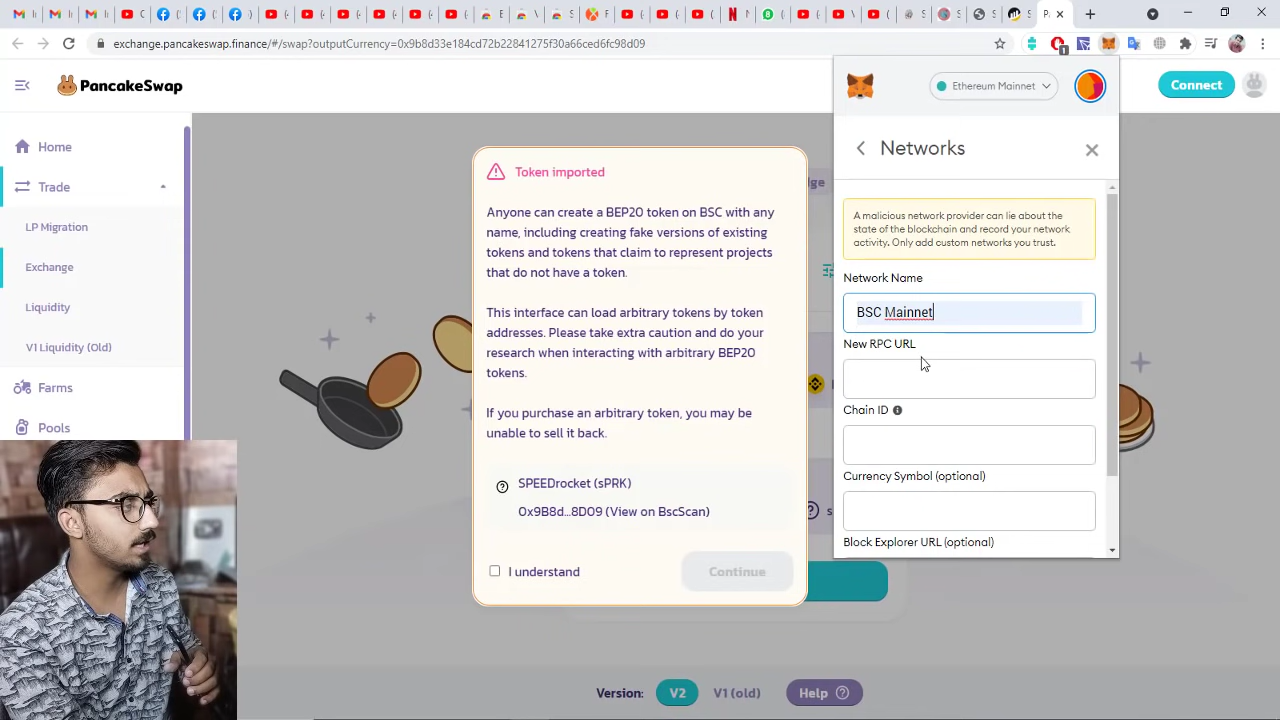 exchange.pancakeswap.finance/#/swap?outputCurrency=0x9b8d3e184cd72b22841275f30a66ced6fc98d09
1
PancakeSwap
Connect
Home
Trade
LP Migration
Exchange
Liquidity
V1 Liquidity (Old)
Farms
Pools
Token imported
Anyone can create a BEP20 token on BSC with any
name, including creating fake versions of existing
tokens and tokens that claim to represent projects
that do not have a token.
This interface can load arbitrary tokens by token
addresses. Please take extra caution and do your
research when interacting with arbitrary BEP20
tokens.
If you purchase an arbitrary token, you may be
unable to sell it back.
SPEEDrocket (sPRK)
0x9B8d...8D09 (View on BscScan)
I understand
Continue
Ethereum Mainnet
Networks
A malicious network provider can lie about the
state of the blockchain and record your network
activity. Only add custom networks you trust.
Network Name
BSC Mainnet
New RPC URL
Chain ID
Currency Symbol (optional)
Block Explorer URL (optional)
Version:
V2
V1 (old)
Help